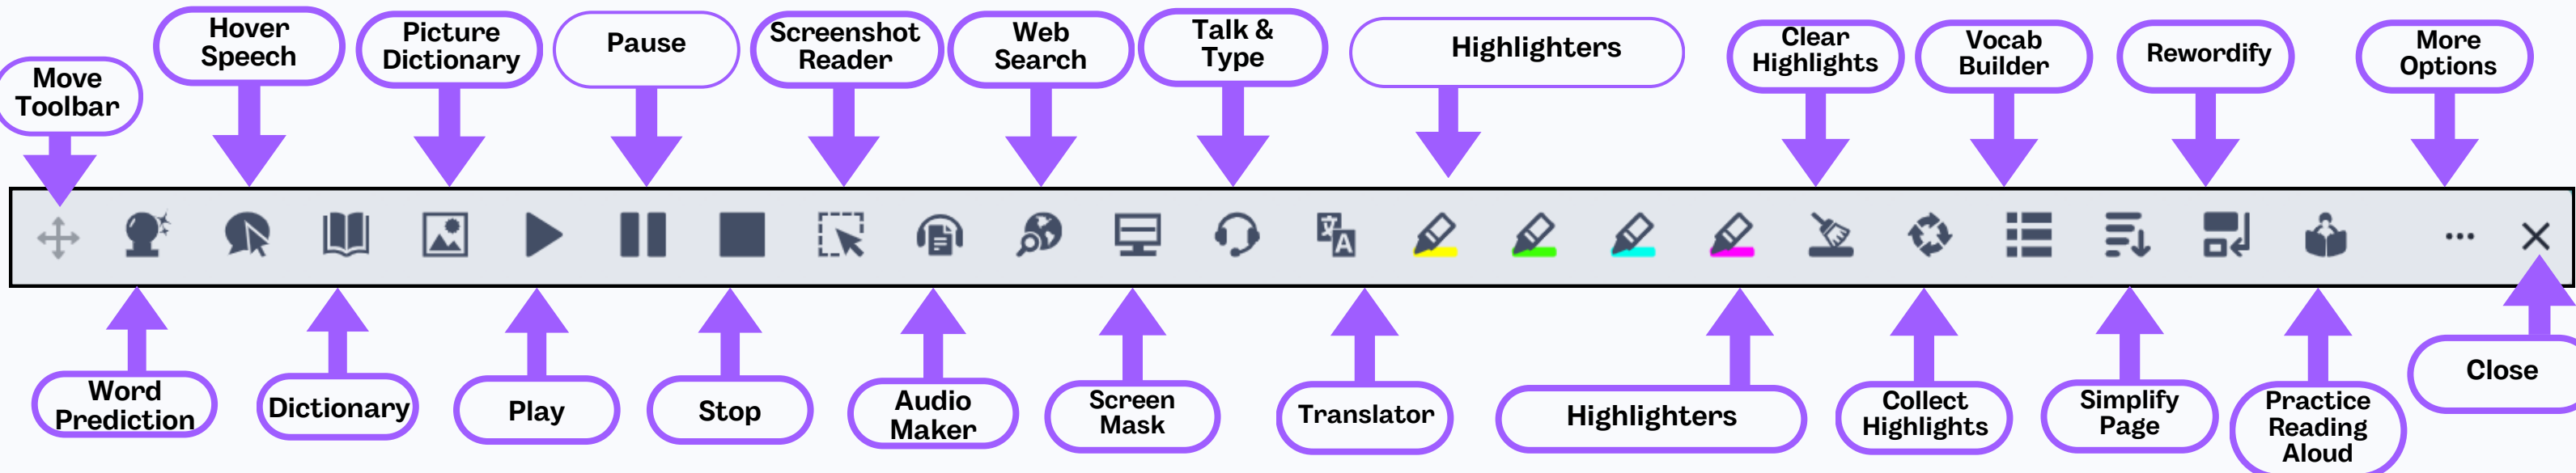 Move
Toolbar
Hover
Speech
Picture
Dictionary
Pause
Screenshot
Reader
Web
Search
Talk &
Type
Highlighters
Clear
Highlights
Vocab
Builder
Rewordify
More
Options
Word
Prediction
Dictionary
Play
Stop
Audio
Maker
Screen
Mask
Translator
Highlighters
Collect
Highlights
Simplify
Page
Practice
Reading
Aloud
Close